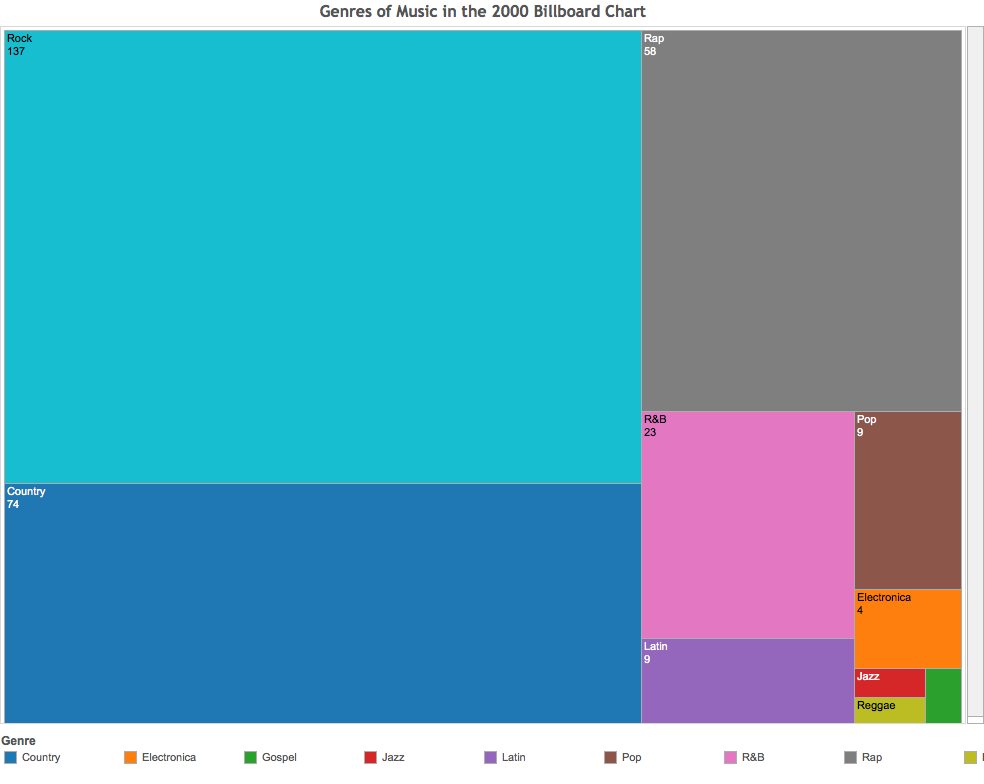 Genres of Music in the 2000 Billboard Chart
Rock
137
Rap
58
Country
74
R&B
23
Pop
9
Electronica
4
Latin
9
Jazz
Reggae
Genre
Country
Electronica
Gospel
Jazz
Latin
Pop
R&B
Rap